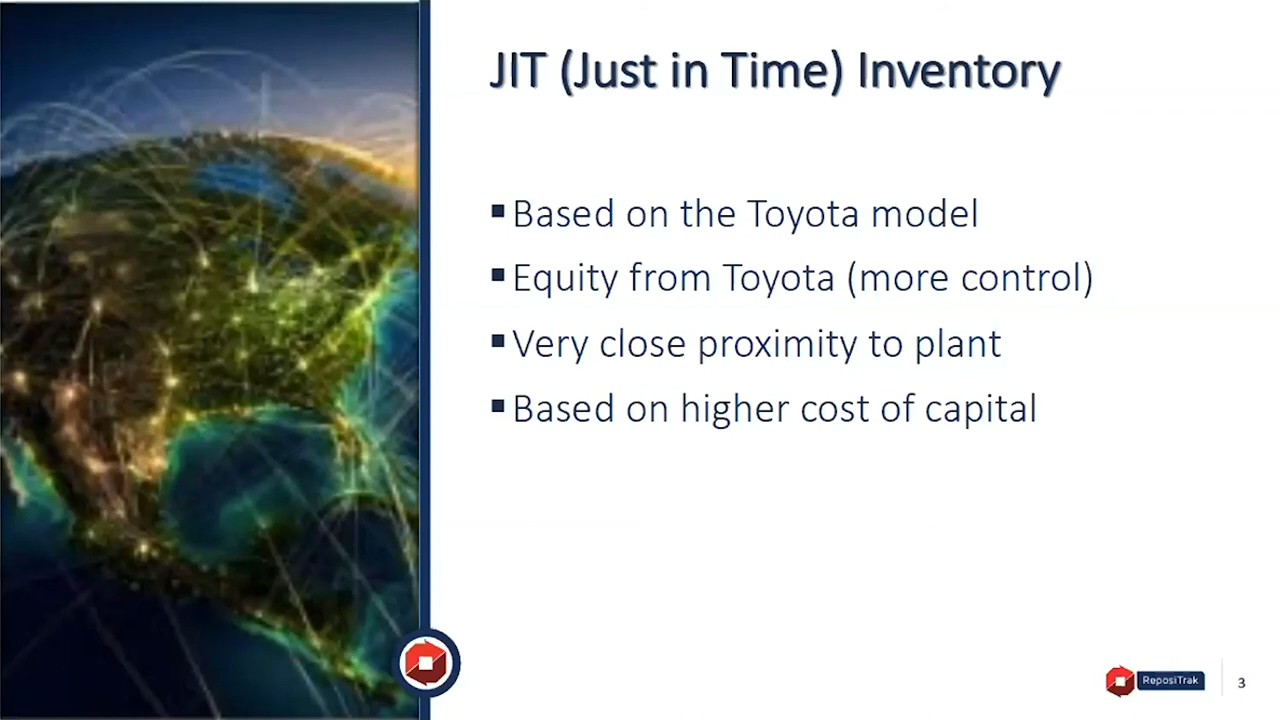 JIT (Just in Time) Inventory
▪Based on the Toyota model
▪Equity from Toyota (more control)
▪Very close proximity to plant
▪Based on higher cost of capital
ReposiTrak
3